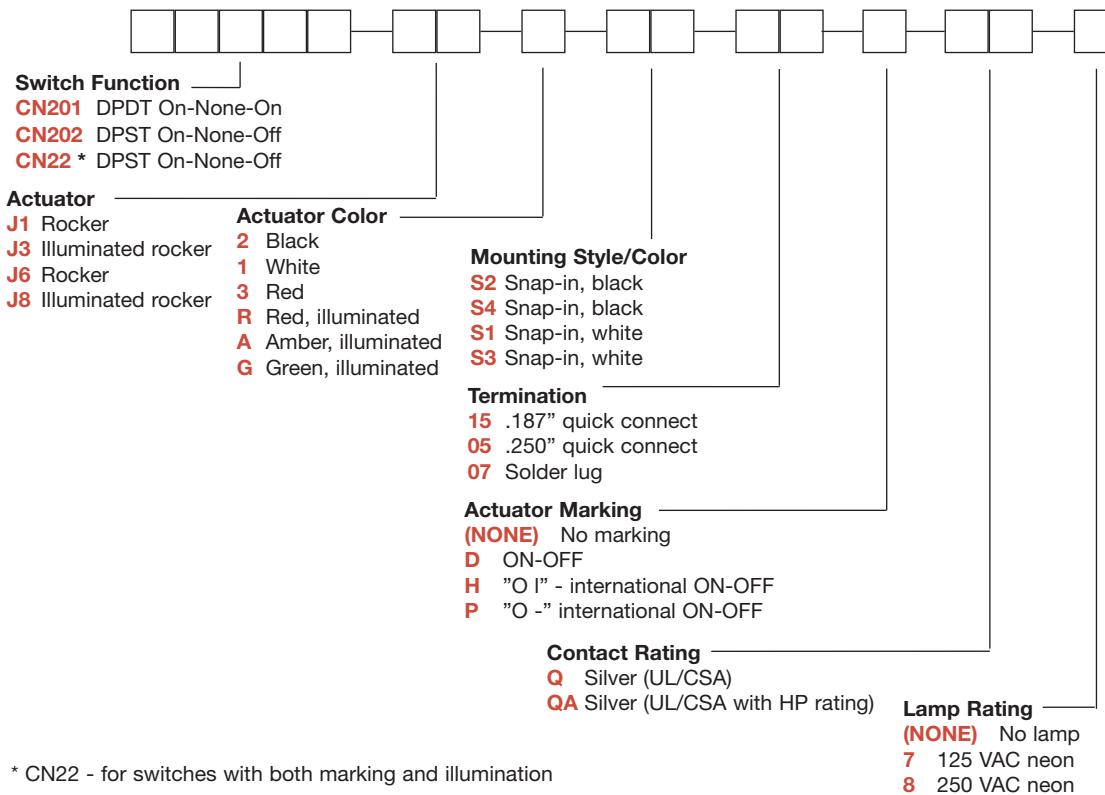 Switch Function
CN201 DPDT On-None-On
CN202 DPST On-None-Off
CN22 * DPST On-None-Off
Actuator
J1 Rocker
J3 Illuminated rocker
J6 Rocker
J8 Illuminated rocker
Actuator Color
2 Black
1 White
3 Red
R Red, illuminated
A Amber, illuminated
G Green, illuminated
Mounting Style/Color
S2 Snap-in, black
S4 Snap-in, black
S1 Snap-in, white
S3 Snap-in, white
Termination
15 .187” quick connect
05 .250” quick connect
07 Solder lug
Actuator Marking
(NONE) No marking
D ON-OFF
H ”O I” - international ON-OFF
P ”O -” international ON-OFF
Contact Rating
Q Silver (UL/CSA)
QA Silver (UL/CSA with HP rating)
Lamp Rating
(NONE) No lamp
7 125 VAC neon
8 250 VAC neon
* CN22 - for switches with both marking and illumination